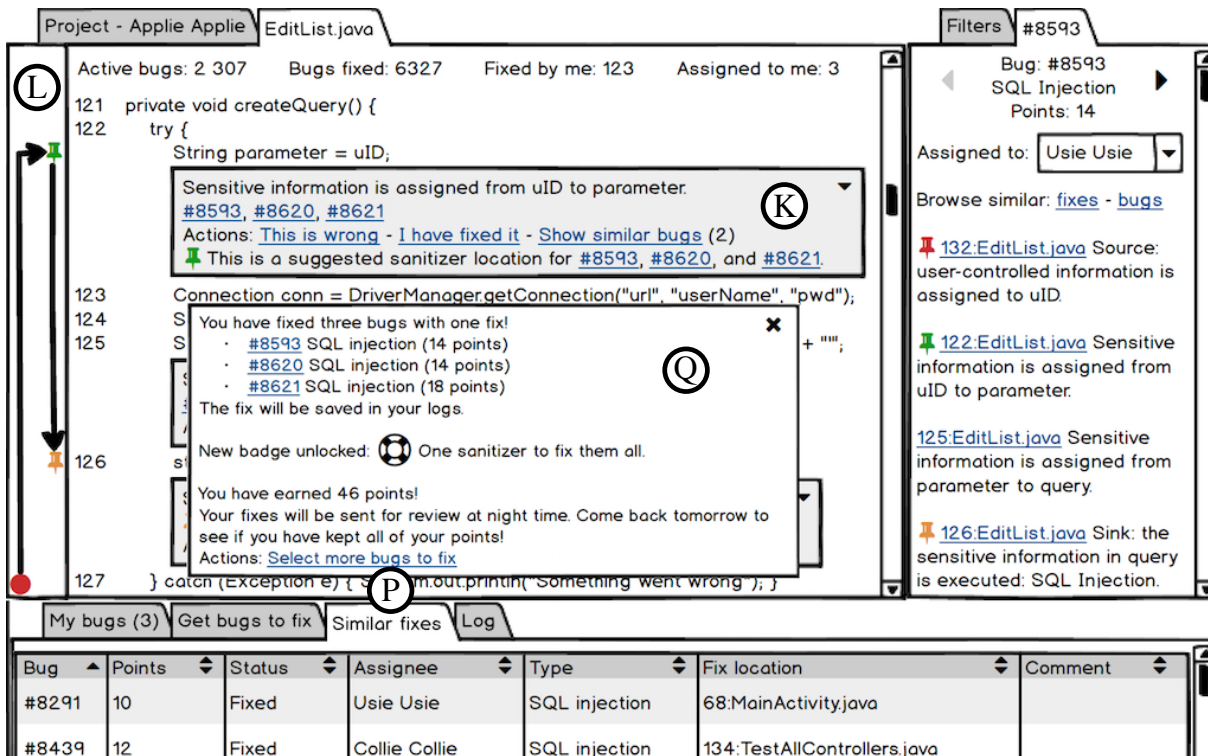 Project - Applie Applie
EditList.java
Filters
#8593
L
Active bugs: 2 307 Bugs fixed: 6327 Fixed by me: 123 Assigned to me: 3
121 private void createQuery() {
122 try {
String parameter = uID;
Sensitive information is assigned from uID to parameter.
#8593, #8620, #8621
K
Actions: This is wrong - I have fixed it - Show similar bugs (2)
This is a suggested sanitizer location for #8593, #8620, and #8621.
123 Connection conn = DriverManager.getConnection("url", "userName", "pwd");
124 S
125 S + "'";
You have fixed three bugs with one fix!
· #8593 SQL injection (14 points)
· #8620 SQL injection (14 points)
· #8621 SQL injection (18 points)
Q
The fix will be saved in your logs.
New badge unlocked: One sanitizer to fix them all.
You have earned 46 points!
Your fixes will be sent for review at night time. Come back tomorrow to
see if you have kept all of your points!
Actions: Select more bugs to fix
126 st
127 } catch (Exception e) { S m.out.println("Something went wrong"); }
P
Bug: #8593
SQL Injection
Points: 14
Assigned to: Usie Usie
Browse similar: fixes - bugs
132:EditList.java Source:
user-controlled information is
assigned to uID.
122:EditList.java Sensitive
information is assigned from
uID to parameter.
125:EditList.java Sensitive
information is assigned from
parameter to query.
126:EditList.java Sink: the
sensitive information in query
is executed: SQL Injection.
My bugs (3) Get bugs to fix Similar fixes Log
Bug Points Status Assignee Type Fix location Comment
#8291 10 Fixed Usie Usie SQL injection 68:MainActivity.java
#8439 12 Fixed Collie Collie SQL injection 134:TestAllControllers.java